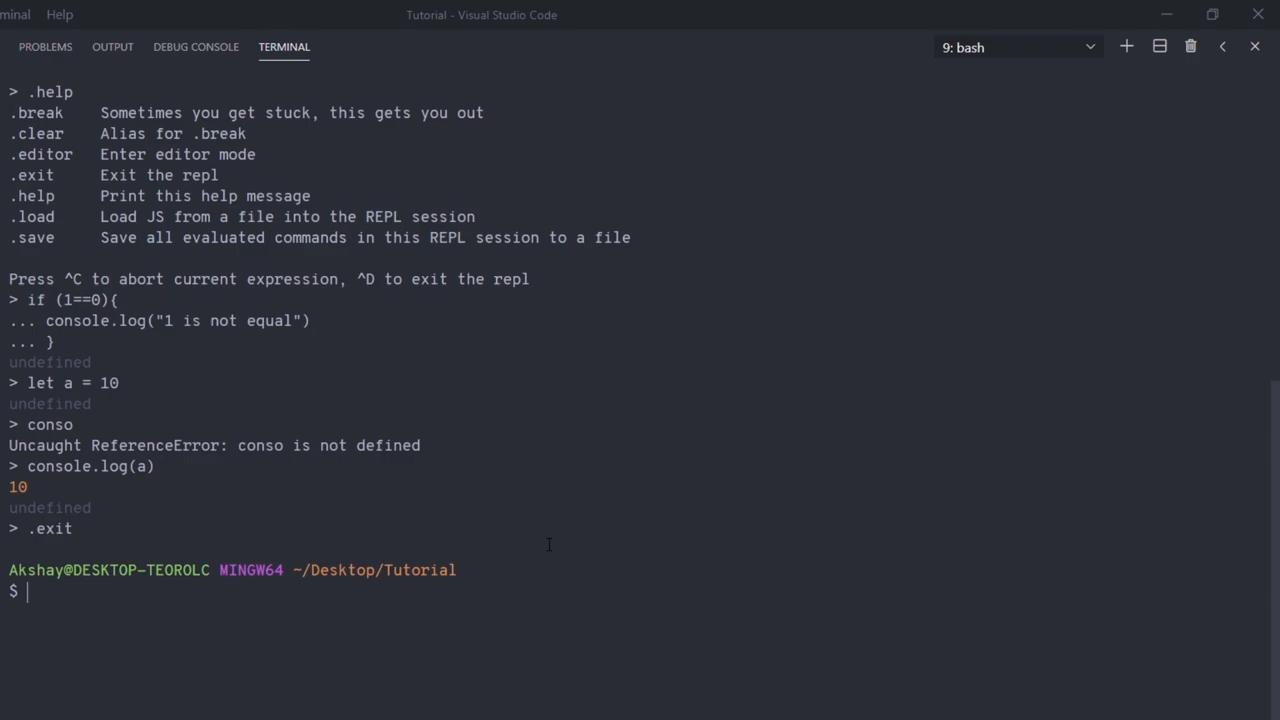 minal Help Tutorial - Visual Studio Code
PROBLEMS OUTPUT DEBUG CONSOLE TERMINAL 9: bash
> .help
.break Sometimes you get stuck, this gets you out
.clear Alias for .break
.editor Enter editor mode
.exit Exit the repl
.help Print this help message
.load Load JS from a file into the REPL session
.save Save all evaluated commands in this REPL session to a file
Press ^C to abort current expression, ^D to exit the repl
> if (1==0){
... console.log("1 is not equal")
... }
undefined
> let a = 10
undefined
> conso
Uncaught ReferenceError: conso is not defined
> console.log(a)
10
undefined
> .exit
Akshay@DESKTOP-TEOROLC MINGW64 ~/Desktop/Tutorial
$